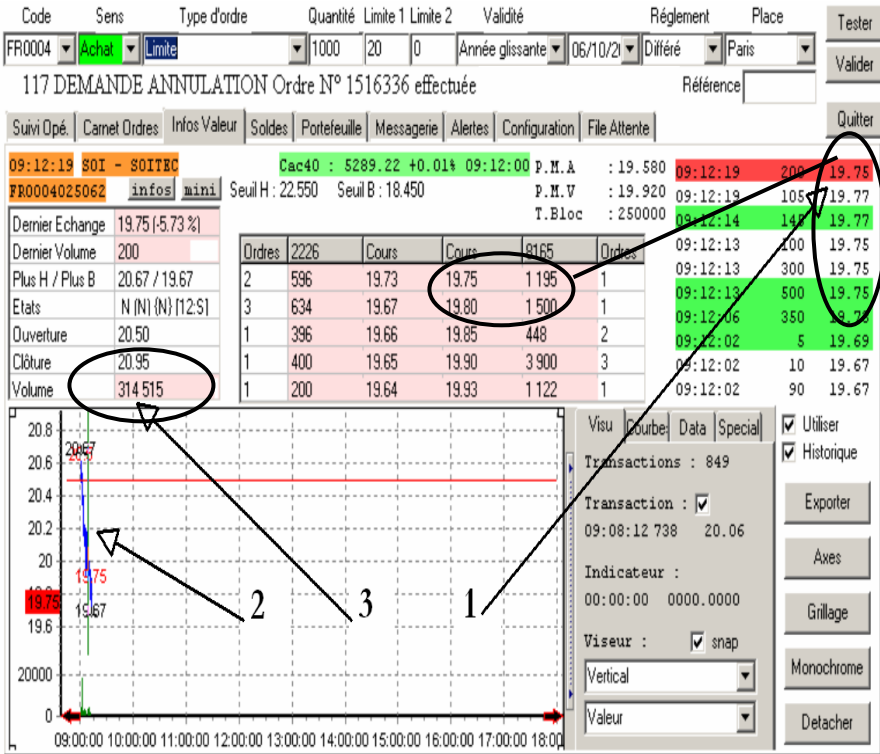 Code Sens Type d'ordre Quantité Limite 1 Limite 2 Validité Réglement Place
FR0004 Achat Limite 1000 20 0 Année glissante 06/10/2 Différé Paris
Tester
Valider
117 DEMANDE ANNULATION Ordre Nº 1516336 effectuée Référence
Quitter
Suivi Opé. Carnet Ordres Infos Valeur Soldes Portefeuille Messagerie Alertes Configuration File Attente
09:12:19 SOI - SOITEC Cac40 : 5289.22 +0.01% 09:12:00 P.M.A : 19.580
FR0004025062 infos mini Seuil H : 22.550 Seuil B : 18.450 P.M.V : 19.920
T.Bloc : 250000
Dernier Echange 19.75 (-5.73 %)
Dernier Volume 200
Plus H / Plus B 20.67 / 19.67
Etats N (N) {N} [12:S]
Ouverture 20.50
Clôture 20.95
Volume 314 515
Ordres 2226 Cours Cours 8165 Ordres
2 596 19.73 19.75 1 195 1
3 634 19.67 19.80 1 500 1
1 396 19.66 19.85 448 2
1 400 19.65 19.90 3 900 3
1 200 19.64 19.93 1 122 1
09:12:19 200 19.75
09:12:19 105 19.77
09:12:14 145 19.77
09:12:13 100 19.75
09:12:13 300 19.75
09:12:13 500 19.75
09:12:06 350 19.75
09:12:02 5 19.69
09:12:02 10 19.67
09:12:02 90 19.67
20.8
20.67
20.6
20.4
20.2
20
19.75
19.75
19.67
19.6
20000
0
09:00:00 10:00:00 11:00:00 12:00:00 13:00:00 14:00:00 15:00:00 16:00:00 17:00:00 18:00
2 3 1
Visu Courbe Data Special
Transactions : 849
Transaction :
09:08:12 738 20.06
Indicateur :
00:00:00 0000.0000
Viseur : snap
Vertical
Valeur
Utiliser
Historique
Exporter
Axes
Grillage
Monochrome
Detacher